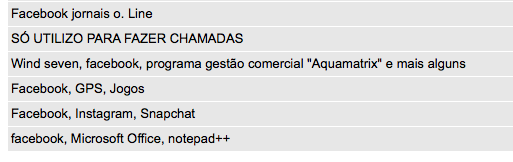 Facebook jornais o. Line
SÓ UTILIZO PARA FAZER CHAMADAS
Wind seven, facebook, programa gestão comercial "Aquamatrix" e mais alguns
Facebook, GPS, Jogos
Facebook, Instagram, Snapchat
facebook, Microsoft Office, notepad++